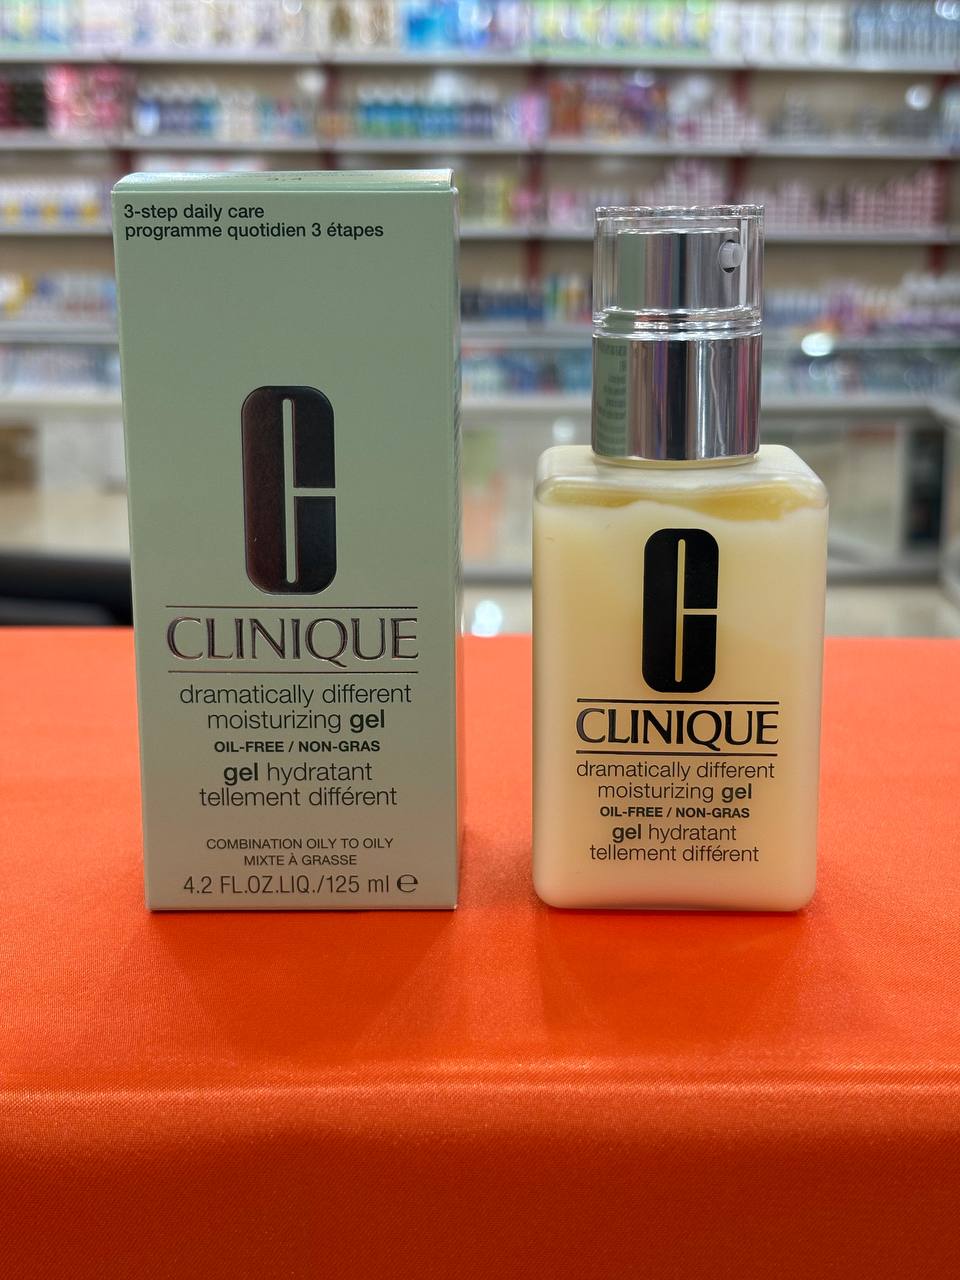 3-step daily care
programme quotidien 3 étapes
C
CLINIQUE
dramatically different
moisturizing gel
OIL-FREE / NON-GRAS
gel hydratant
tellement différent
COMBINATION OILY TO OILY
MIXTE À GRASSE
4.2 FL.OZ.LIQ./125 ml ℮
C
CLINIQUE
dramatically different
moisturizing gel
OIL-FREE / NON-GRAS
gel hydratant
tellement différent